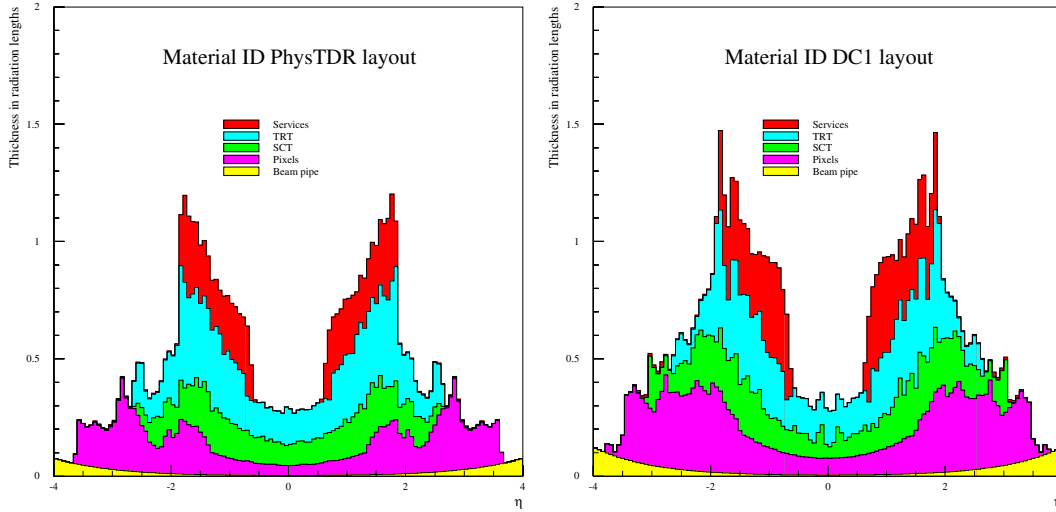 Thickness in radiation lengths
2
1.5
1
0.5
0
Material ID PhysTDR layout
Services
TRT
SCT
Pixels
Beam pipe
-4 -2 0 2 4
η
Thickness in radiation lengths
2
1.5
1
0.5
0
Material ID DC1 layout
Services
TRT
SCT
Pixels
Beam pipe
-4 -2 0 2 4